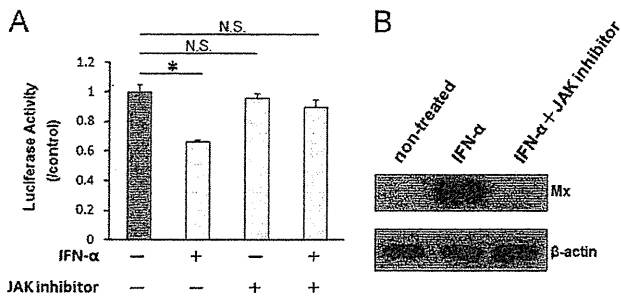 A
N.S.
N.S.
*
Luciferase Activity
(/control)
1.2
1
0.8
0.6
0.4
0.2
0
IFN-α — + — +
JAK inhibitor — — + +
B
non-treated
IFN-α
IFN-α+JAK inhibitor
Mx
β-actin